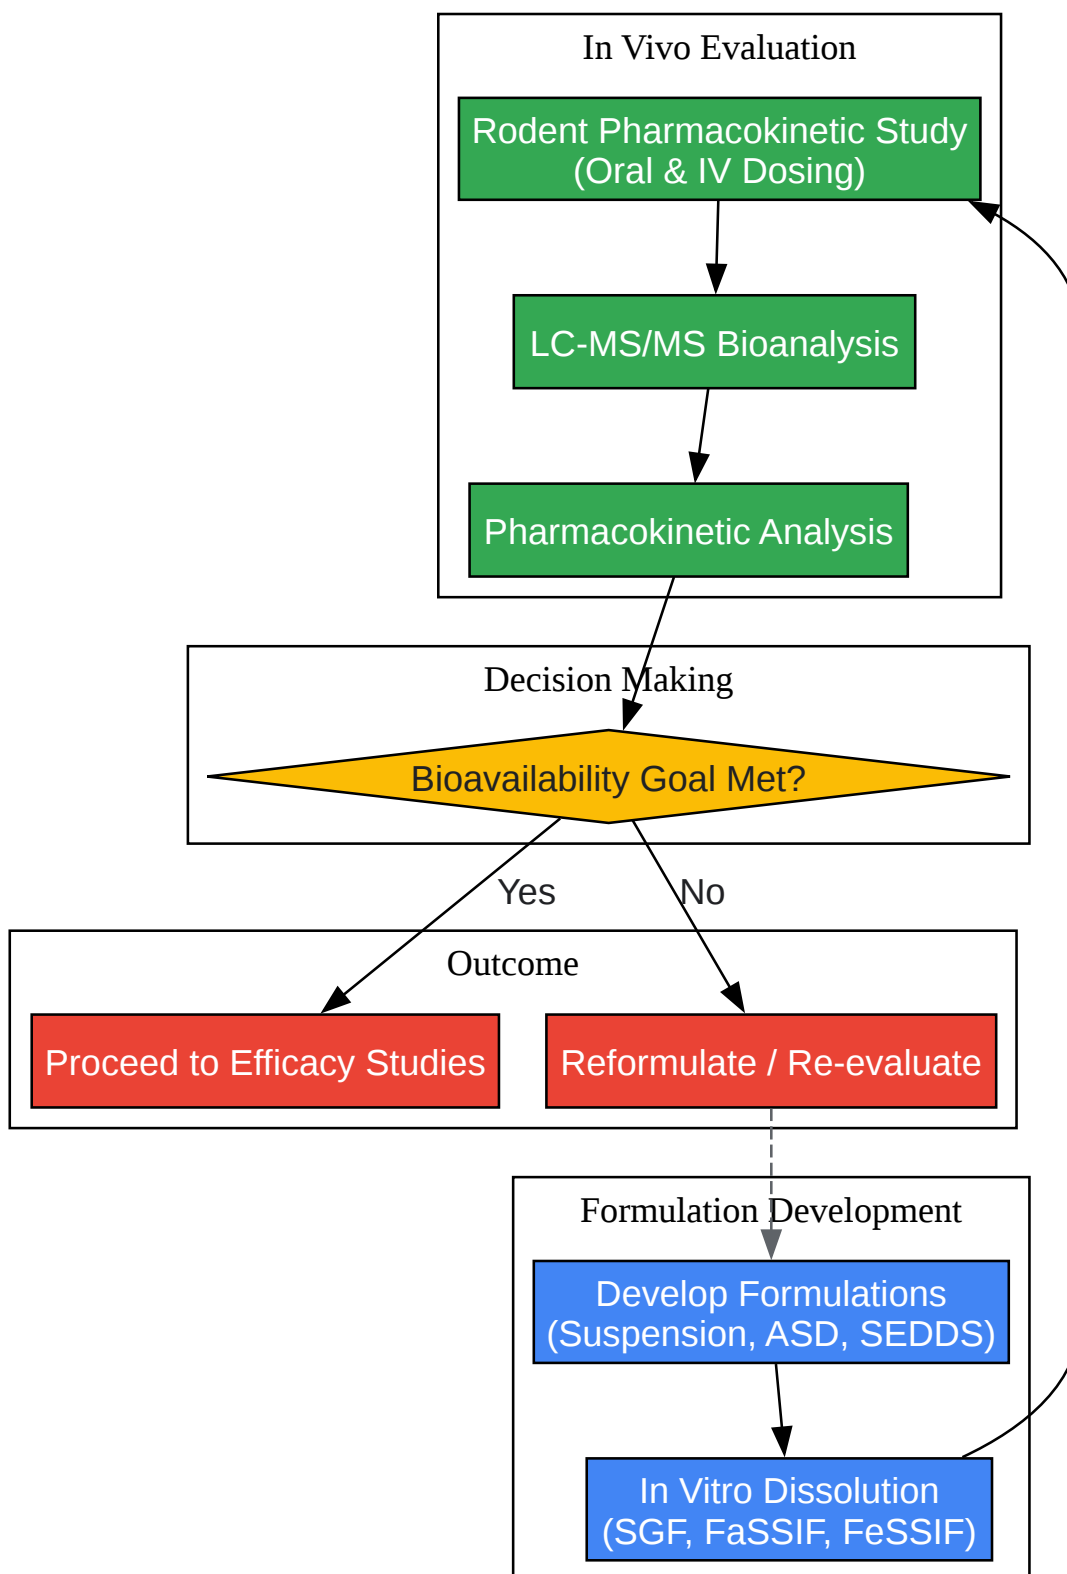 In Vivo Evaluation
Rodent Pharmacokinetic Study
(Oral & IV Dosing)
LC-MS/MS Bioanalysis
Pharmacokinetic Analysis
Decision Making
Bioavailability Goal Met?
Yes
No
Outcome
Proceed to Efficacy Studies
Reformulate / Re-evaluate
Formulation Development
Develop Formulations
(Suspension, ASD, SEDDS)
In Vitro Dissolution
(SGF, FaSSIF, FeSSIF)